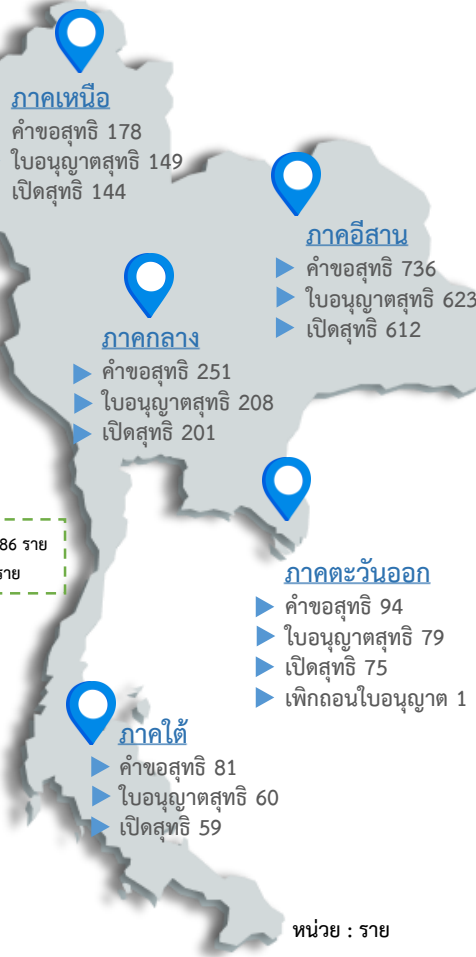 ภาคเหนือ
คำขอสุทธิ 178
ใบอนุญาตสุทธิ 149
เปิดสุทธิ 144
ภาคอีสาน
คำขอสุทธิ 736
ใบอนุญาตสุทธิ 623
เปิดสุทธิ 612
ภาคกลาง
คำขอสุทธิ 251
ใบอนุญาตสุทธิ 208
เปิดสุทธิ 201
86 ราย
ราย
ภาคตะวันออก
คำขอสุทธิ 94
ใบอนุญาตสุทธิ 79
เปิดสุทธิ 75
เพิกถอนใบอนุญาต 1
ภาคใต้
คำขอสุทธิ 81
ใบอนุญาตสุทธิ 60
เปิดสุทธิ 59
หน่วย : ราย